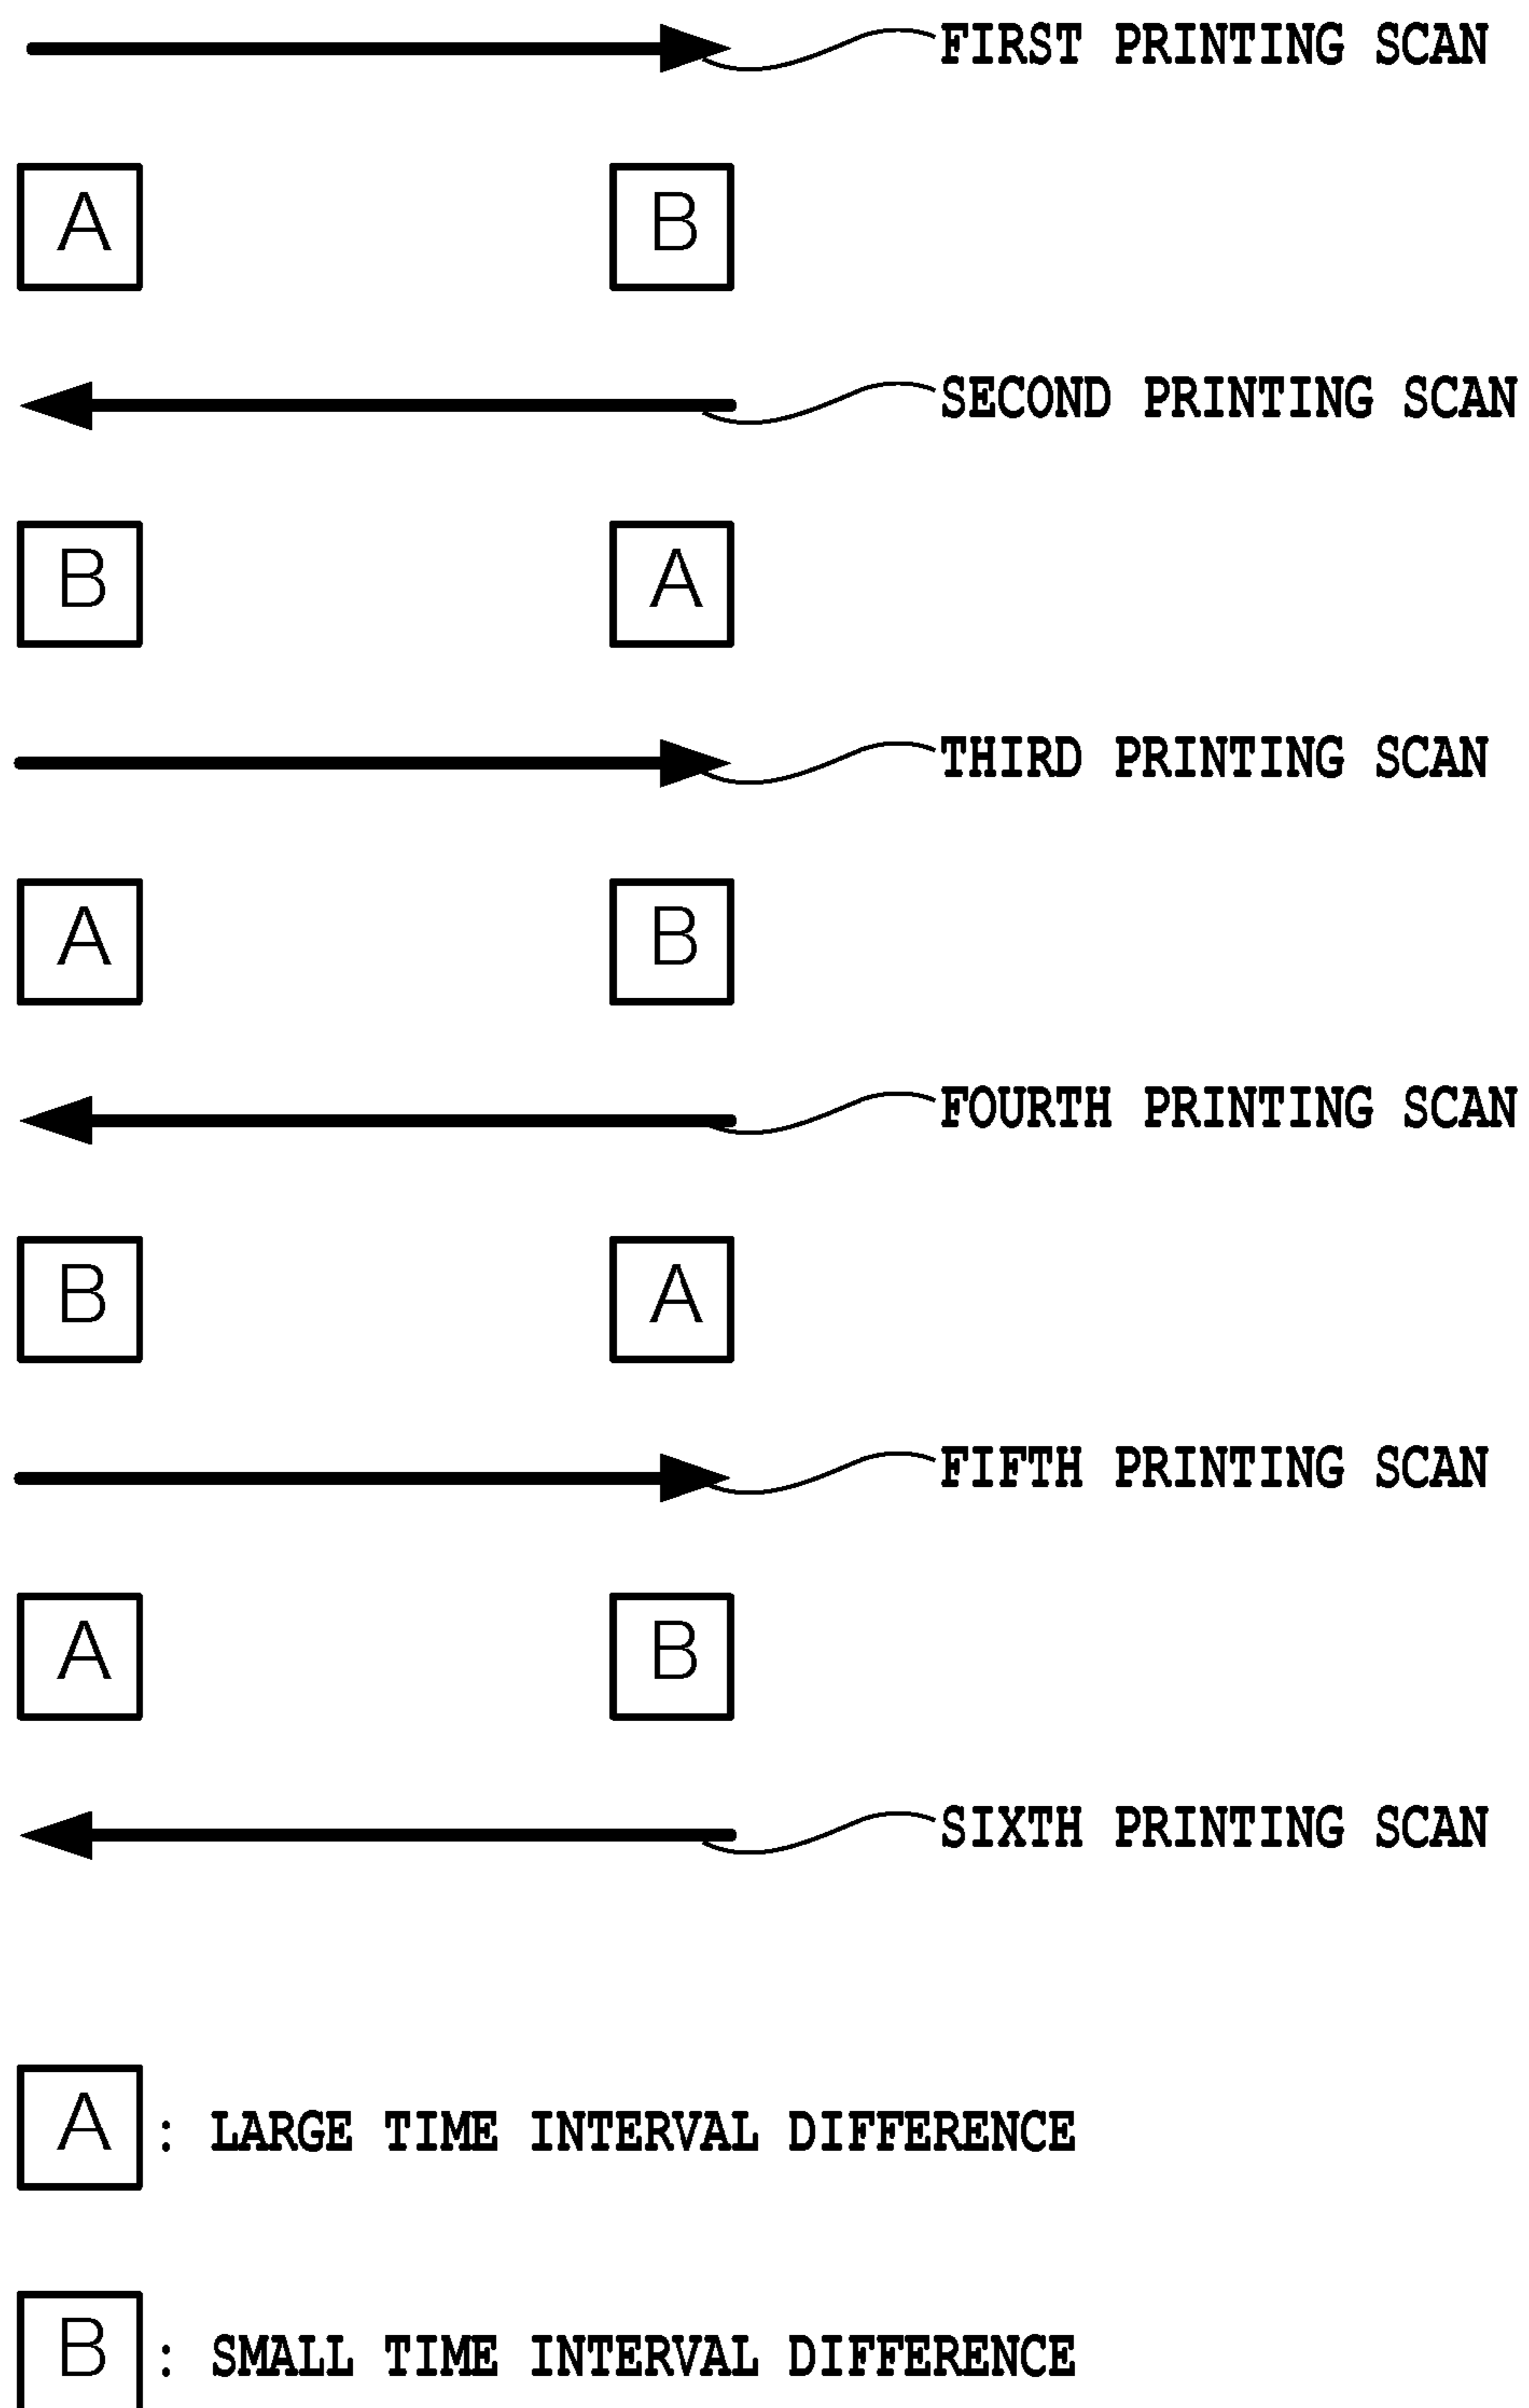 FIRST PRINTING SCAN
A B
SECOND PRINTING SCAN
B A
THIRD PRINTING SCAN
A B
FOURTH PRINTING SCAN
B A
FIFTH PRINTING SCAN
A B
SIXTH PRINTING SCAN
A : LARGE TIME INTERVAL DIFFERENCE
B : SMALL TIME INTERVAL DIFFERENCE